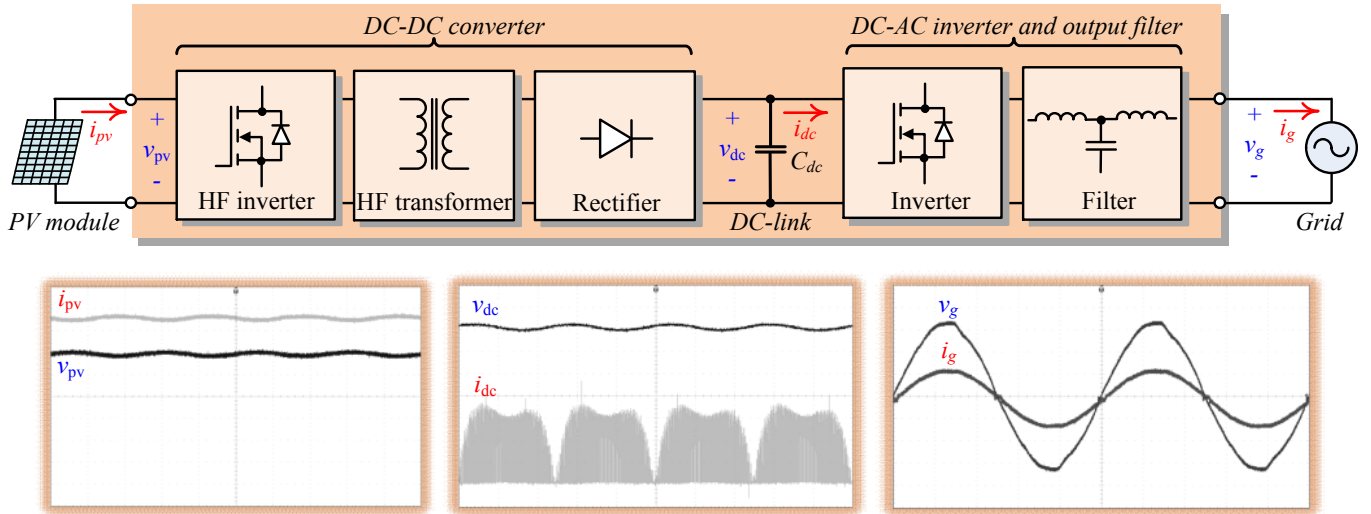 DC-DC converter
DC-AC inverter and output filter
i_pv
+
v_pv
-
HF inverter
HF transformer
Rectifier
+
v_dc
-
i_dc
C_dc
Inverter
Filter
+
v_g
-
i_g
PV module
DC-link
Grid
i_pv
v_pv
v_dc
i_dc
v_g
i_g